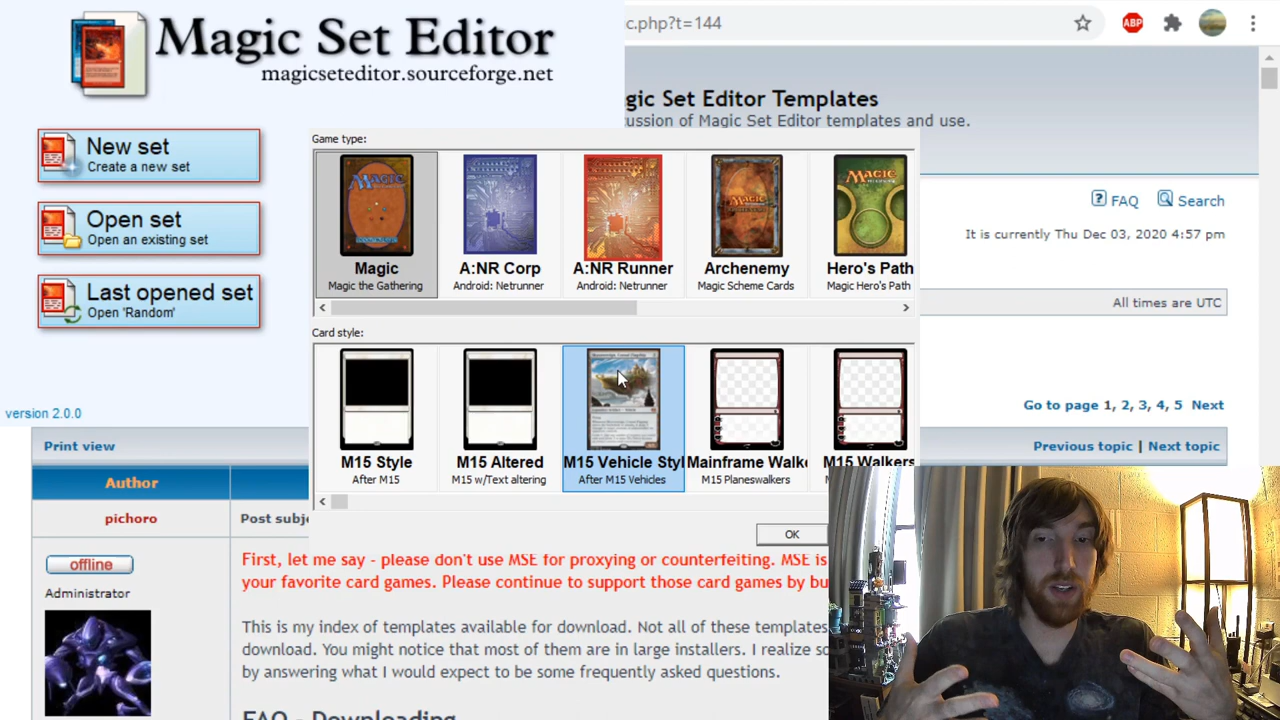 Magic Set Editor
magicseteditor.sourceforge.net
New set
Create a new set
Open set
Open an existing set
Last opened set
Open 'Random'
version 2.0.0
c.php?t=144
ABP
gic Set Editor Templates
cussion of Magic Set Editor templates and use.
FAQ
Search
It is currently Thu Dec 03, 2020 4:57 pm
All times are UTC
Go to page 1, 2, 3, 4, 5 Next
Previous topic | Next topic
Game type:
Magic
Magic the Gathering
A:NR Corp
Android: Netrunner
A:NR Runner
Android: Netrunner
Archenemy
Magic Scheme Cards
Hero's Path
Magic Hero's Path
Card style:
M15 Style
After M15
M15 Altered
M15 w/Text altering
M15 Vehicle Styl
After M15 Vehicles
Mainframe Walk
M15 Planeswalkers
M15 Walkers
OK
Print view
Author
pichoro
Post subje
offline
Administrator
First, let me say - please don't use MSE for proxying or counterfeiting. MSE is
your favorite card games. Please continue to support those card games by bu
This is my index of templates available for download. Not all of these templates
download. You might notice that most of them are in large installers. I realize so
by answering what I would expect to be some frequently asked questions.
FAQ - Downloading